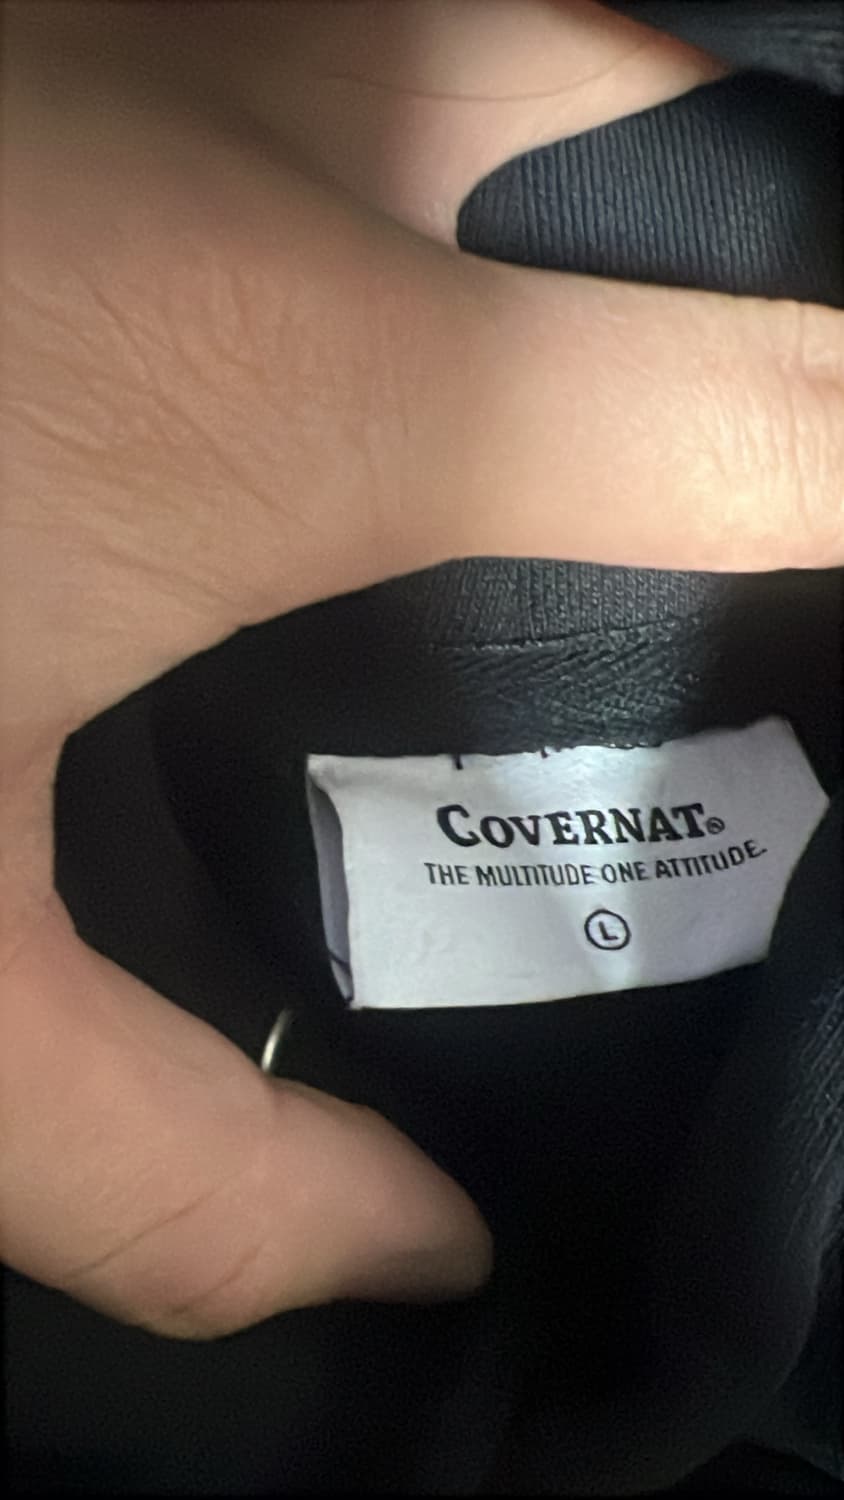 COVERNAT®
THE MULTITUDE ONE ATTITUDE.
L